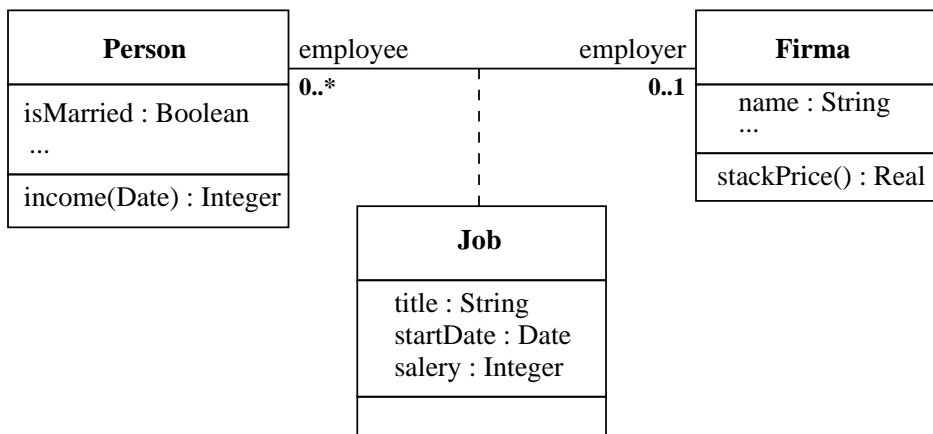 Person
isMarried : Boolean
...
income(Date) : Integer
employee
0..*
employer
0..1
Firma
name : String
...
stackPrice() : Real
Job
title : String
startDate : Date
salery : Integer